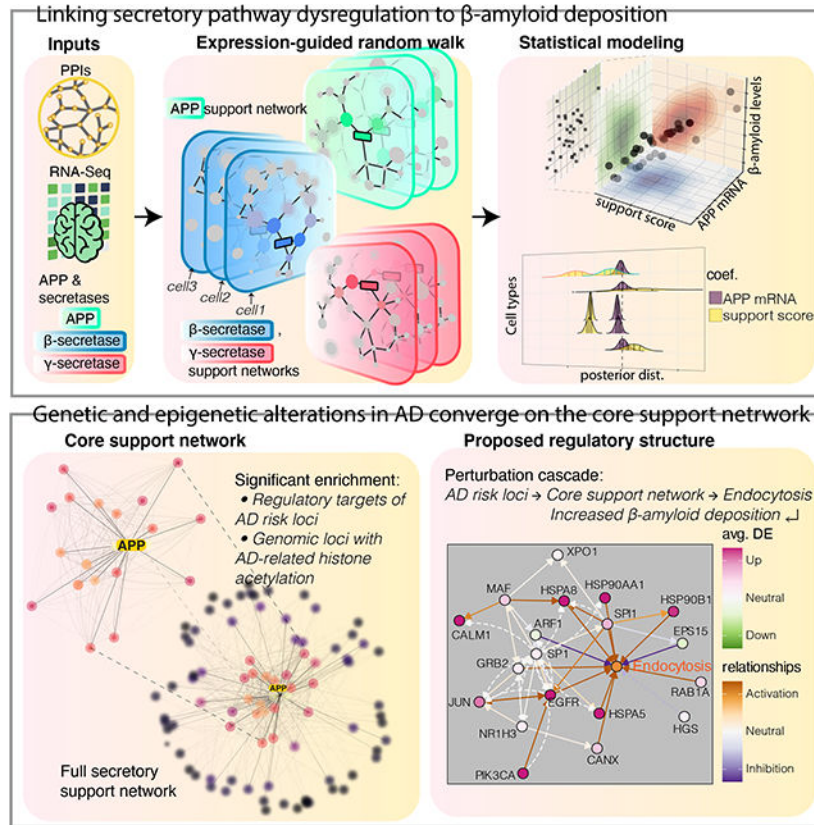 Linking secretory pathway dysregulation to β-amyloid deposition
Inputs
PPIs
RNA-Seq
APP &
secretases
APP
β-secretase
γ-secretase
Expression-guided random walk
APP support network
cell3
cell2
cell1
β-secretase ,
γ-secretase
support networks
Statistical modeling
β-amyloid levels
APP mRNA
support score
Cell types
coef.
APP mRNA
support score
posterior dist.
Genetic and epigenetic alterations in AD converge on the core support netrwork
Core support network
APP
Significant enrichment:
• Regulatory targets of
AD risk loci
• Genomic loci with
AD-related histone
acetylation
APP
Full secretory
support network
Proposed regulatory structure
Perturbation cascade:
AD risk loci → Core support network → Endocytosis
Increased β-amyloid deposition ↵
avg. DE
Up
Neutral
Down
relationships
Activation
Neutral
Inhibition
XPO1
MAF
HSPA8
HSP90AA1
HSP90B1
SPI1
CALM1
ARF1
EPS15
SP1
GRB2
Endocytosis
RAB1A
JUN
EGFR
HSPA5
HGS
NR1H3
CANX
PIK3CA